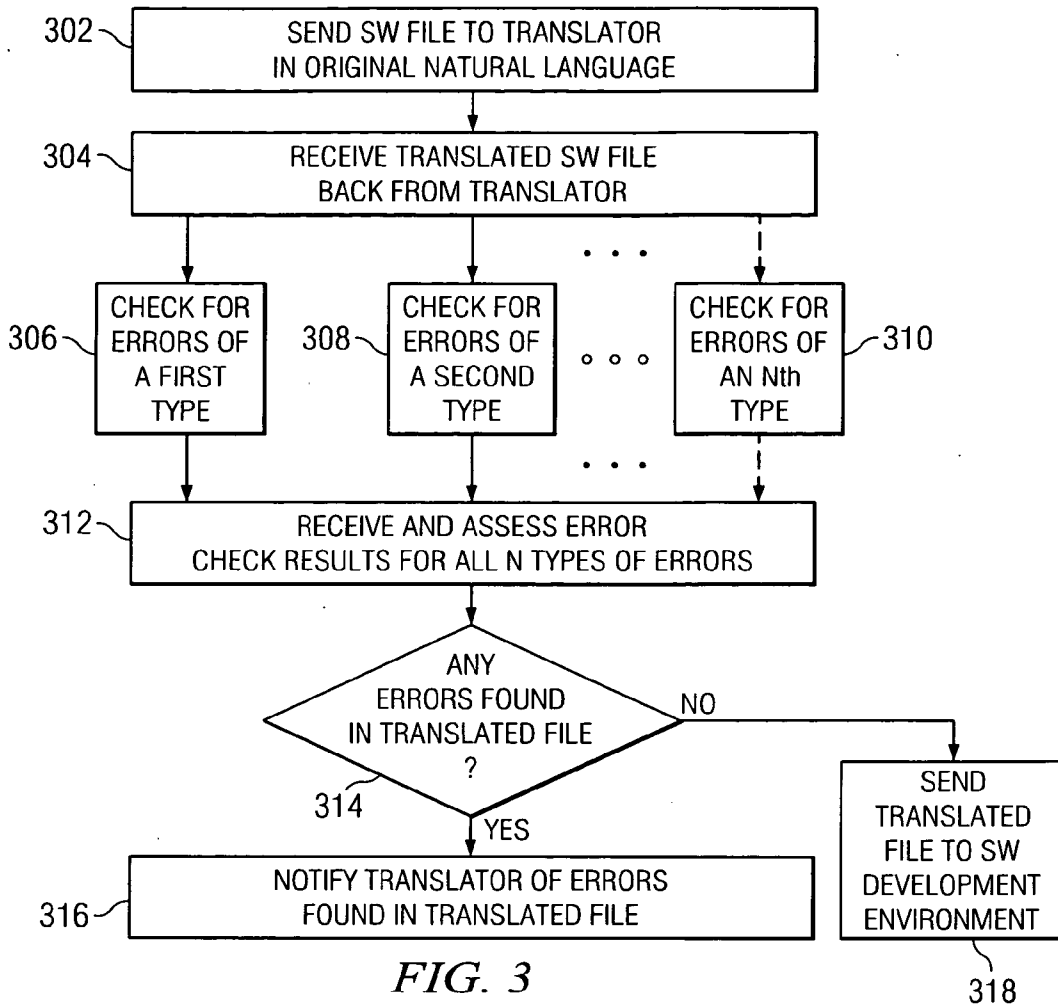 302
SEND SW FILE TO TRANSLATOR
IN ORIGINAL NATURAL LANGUAGE
304
RECEIVE TRANSLATED SW FILE
BACK FROM TRANSLATOR
306
CHECK FOR
ERRORS OF
A FIRST
TYPE
308
CHECK FOR
ERRORS OF
A SECOND
TYPE
310
CHECK FOR
ERRORS OF
AN Nth
TYPE
312
RECEIVE AND ASSESS ERROR
CHECK RESULTS FOR ALL N TYPES OF ERRORS
314
ANY
ERRORS FOUND
IN TRANSLATED FILE
?
NO
YES
316
NOTIFY TRANSLATOR OF ERRORS
FOUND IN TRANSLATED FILE
SEND
TRANSLATED
FILE TO SW
DEVELOPMENT
ENVIRONMENT
318
FIG. 3